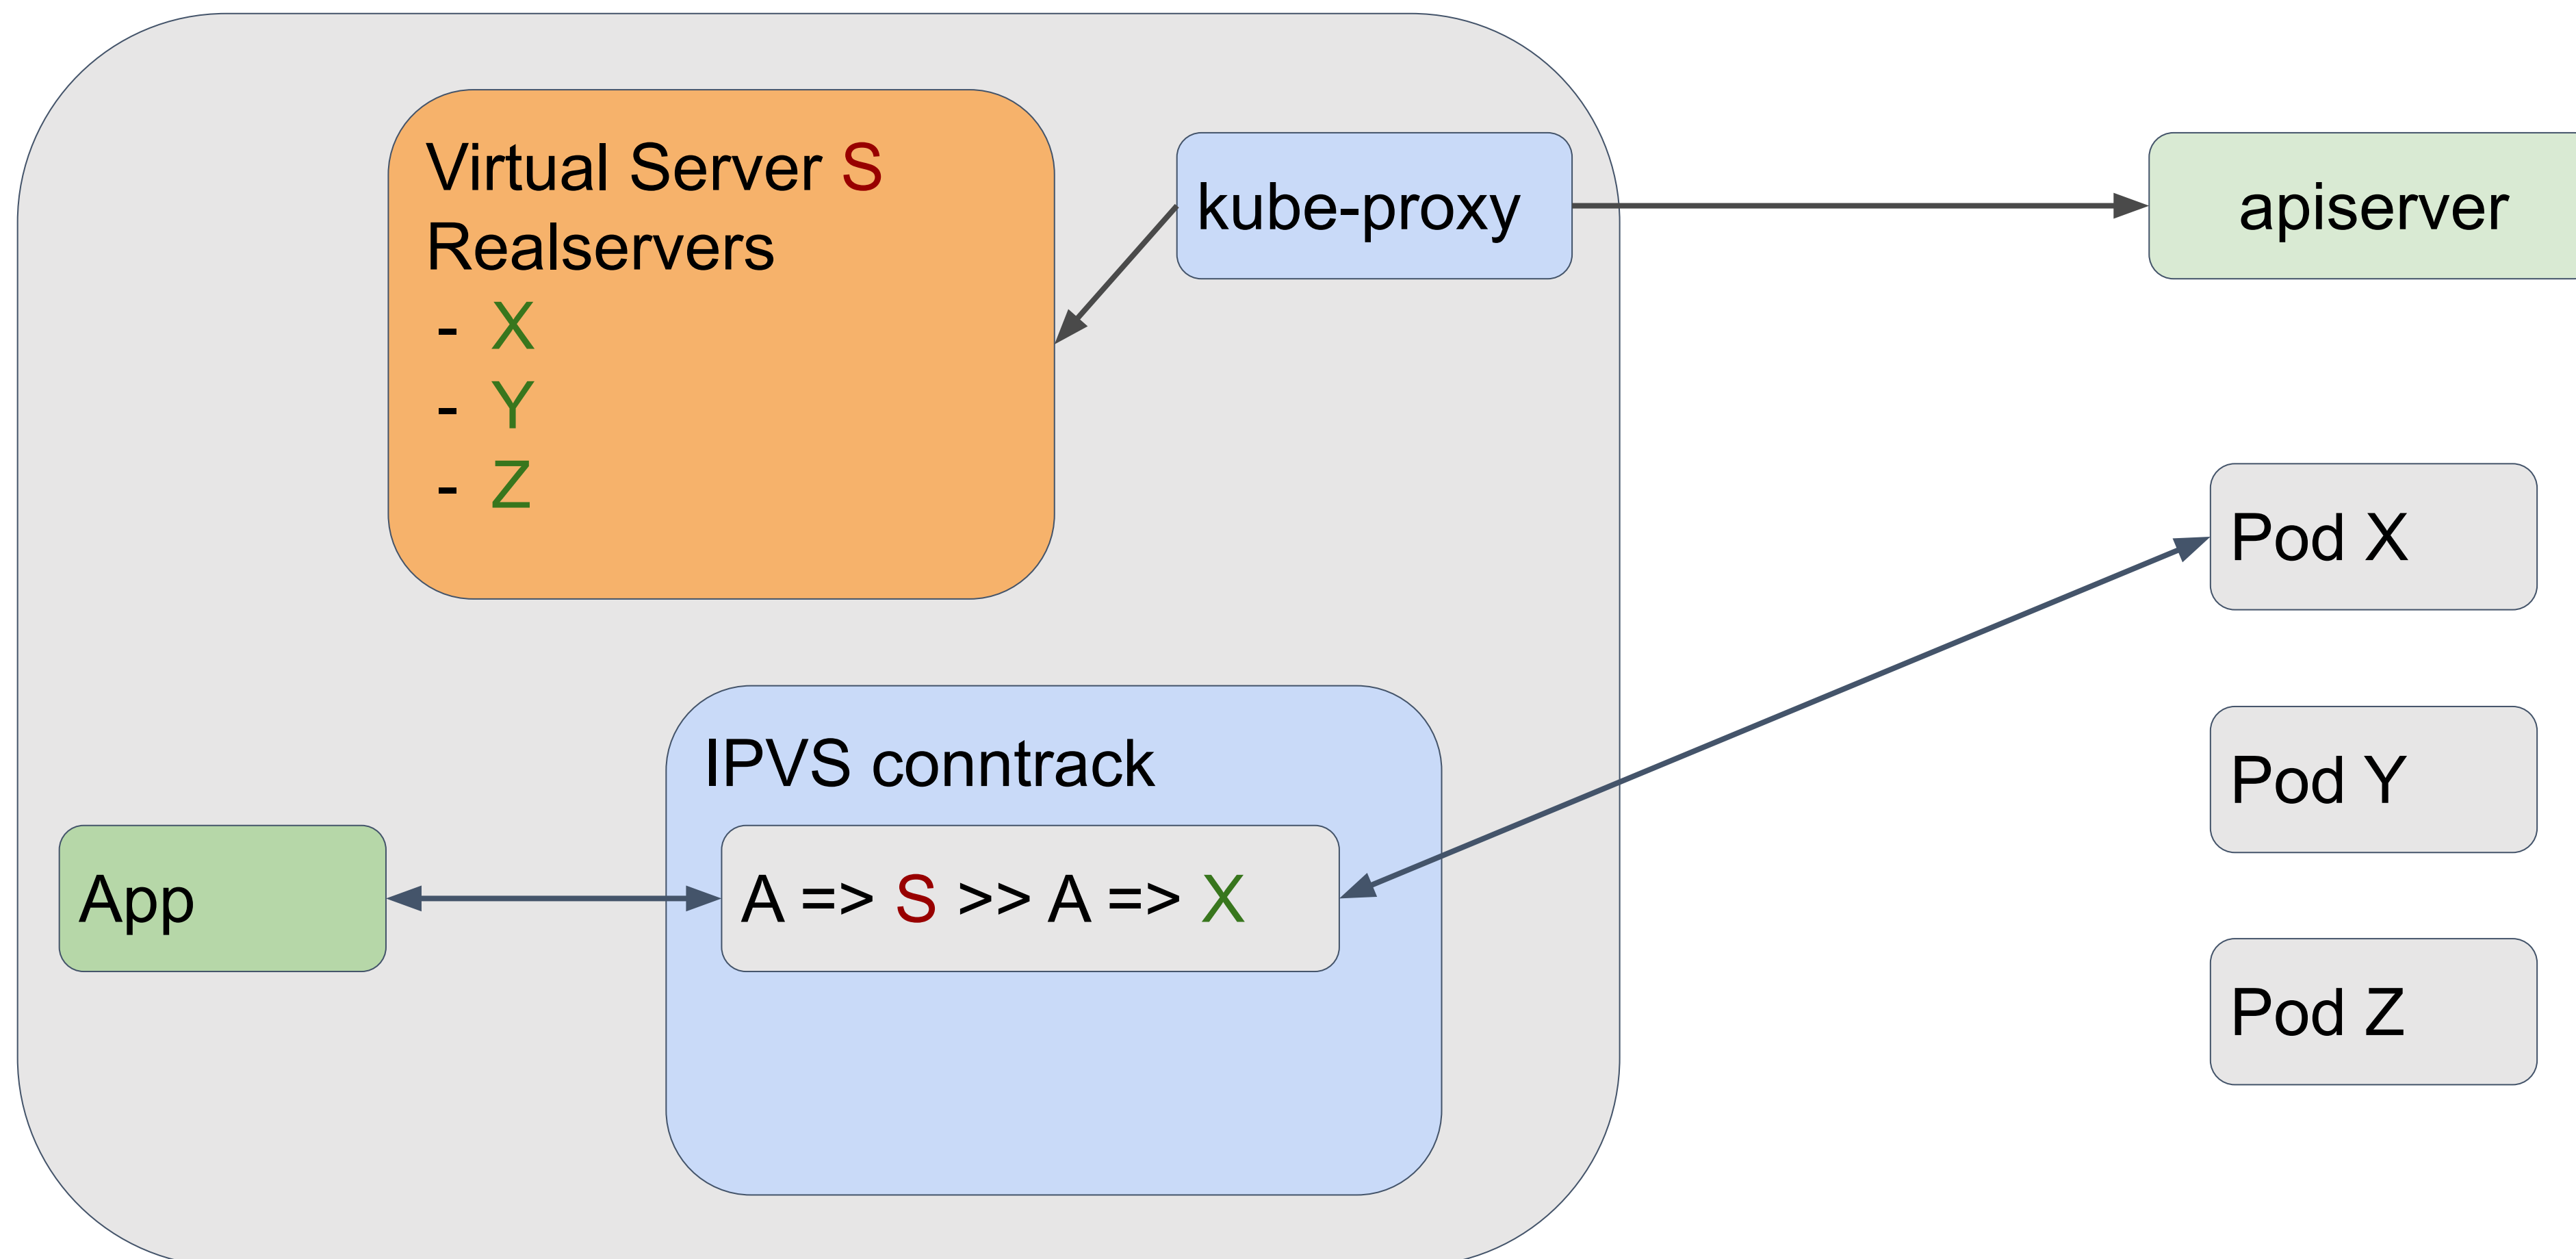 Virtual Server S
Realservers
- X
- Y
- Z
kube-proxy
apiserver
Pod X
Pod Y
Pod Z
IPVS conntrack
App
A => S >> A => X